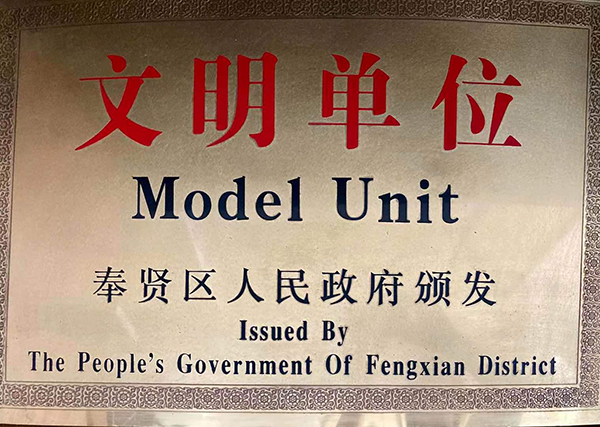 文明单位
Model Unit
奉贤区人民政府颁发
Issued By
The People's Government Of Fengxian District